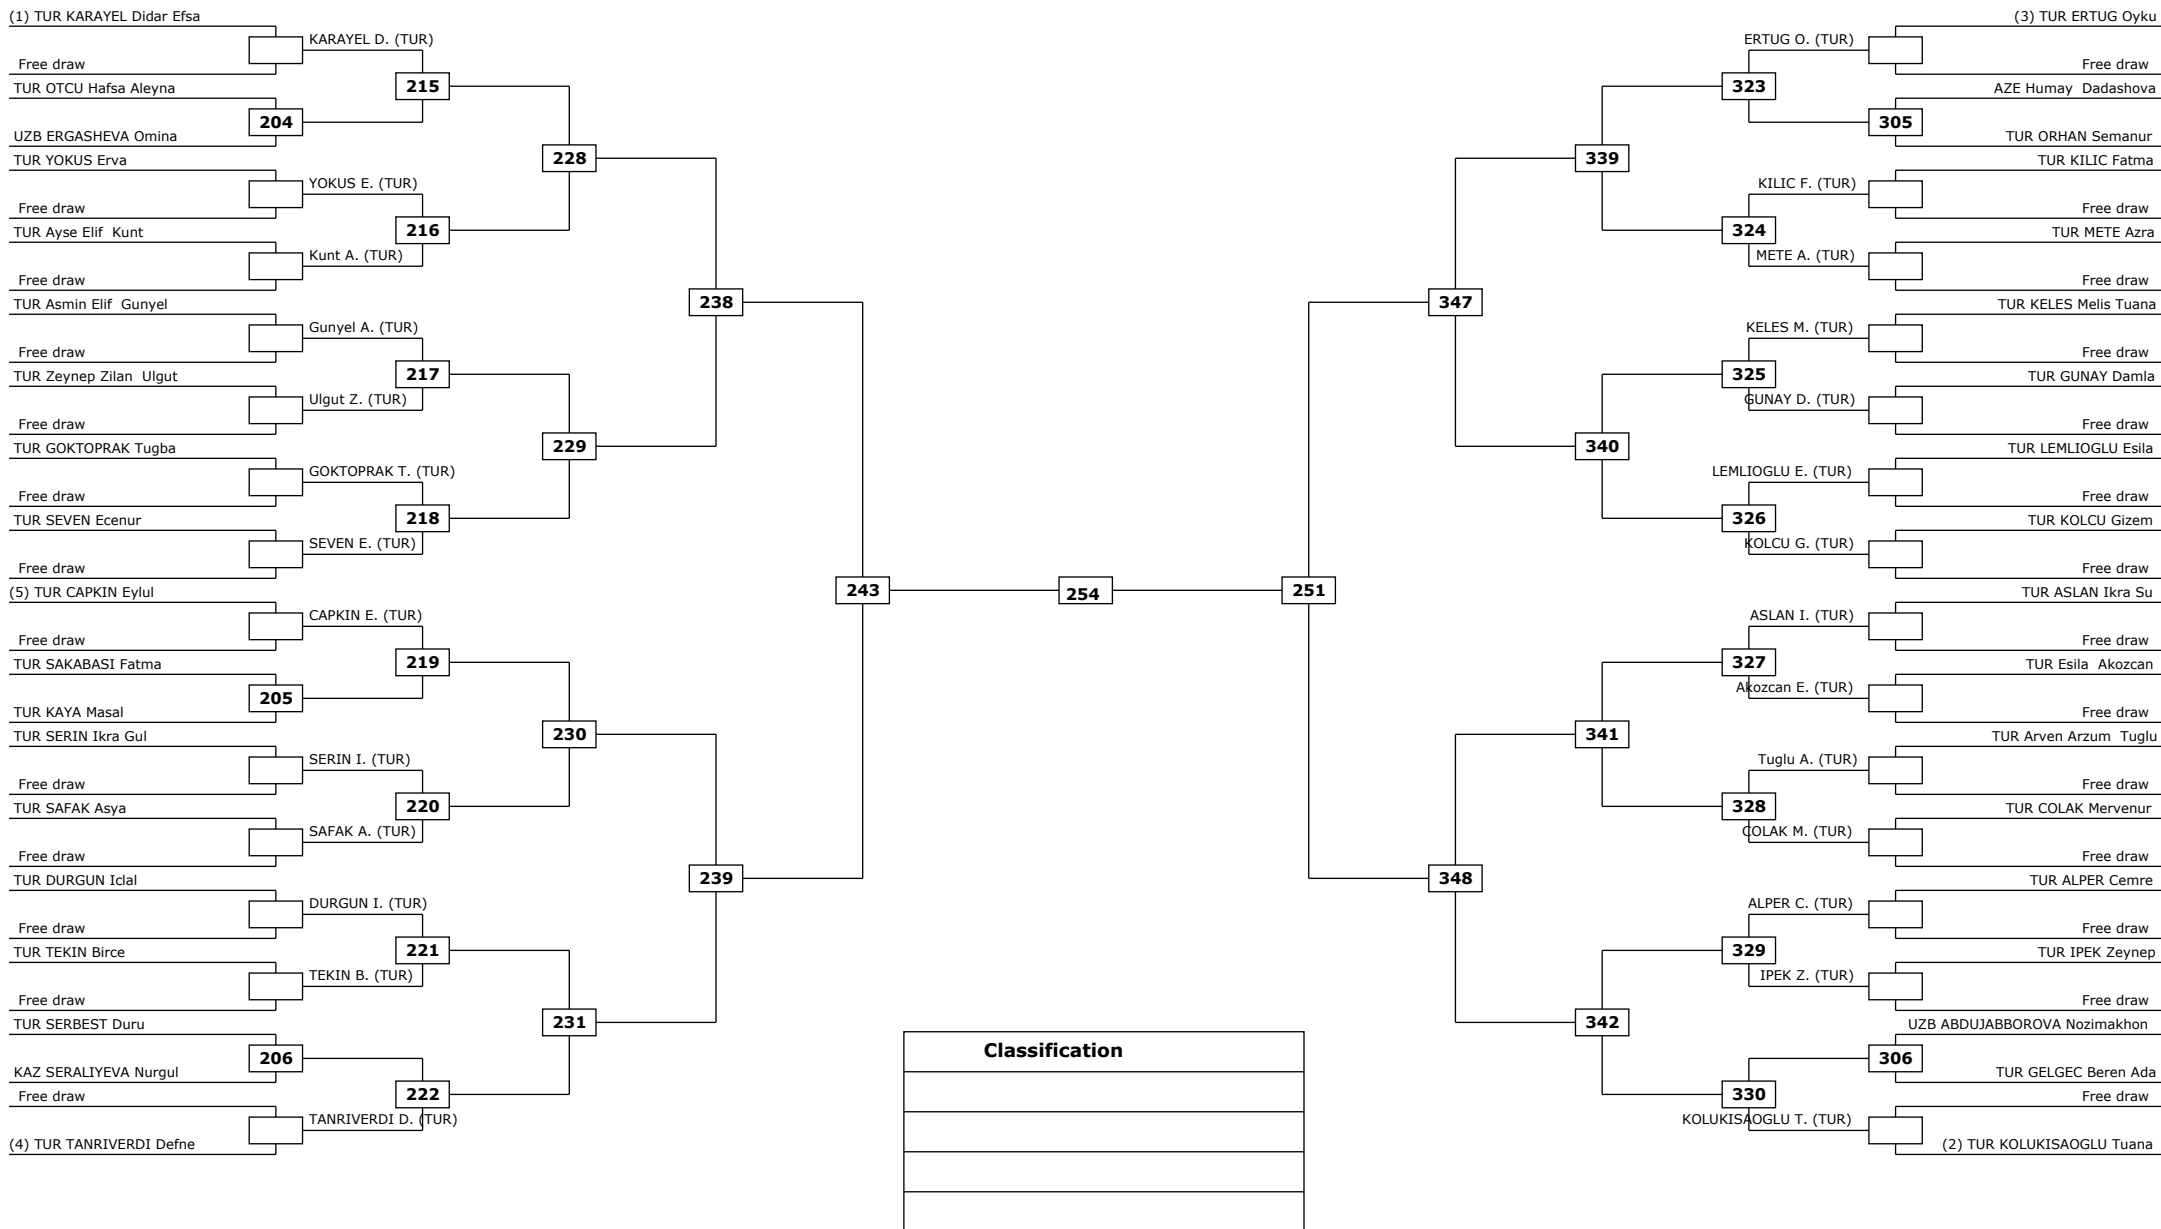 (1) TUR KARAYEL Didar Efsa
KARAYEL D. (TUR)
Free draw
215
TUR OTCU Hafsa Aleyna
204
UZB ERGASHEVA Omina
228
TUR YOKUS Erva
YOKUS E. (TUR)
Free draw
216
TUR Ayse Elif Kunt
Kunt A. (TUR)
Free draw
238
TUR Asmin Elif Gunyel
Gunyel A. (TUR)
Free draw
217
TUR Zeynep Zilan Ulgut
Ulgut Z. (TUR)
Free draw
229
TUR GOKTOPRAK Tugba
GOKTOPRAK T. (TUR)
Free draw
218
TUR SEVEN Ecenur
SEVEN E. (TUR)
Free draw
243
(5) TUR CAPKIN Eylul
CAPKIN E. (TUR)
Free draw
219
TUR SAKABASI Fatma
205
TUR KAYA Masal
230
TUR SERIN Ikra Gul
SERIN I. (TUR)
Free draw
220
TUR SAFAK Asya
SAFAK A. (TUR)
Free draw
239
TUR DURGUN Iclal
DURGUN I. (TUR)
Free draw
221
TUR TEKIN Birce
TEKIN B. (TUR)
Free draw
231
TUR SERBEST Duru
206
KAZ SERALIYEVA Nurgul
222
Free draw
TANRIVERDI D. (TUR)
(4) TUR TANRIVERDI Defne
254
Classification
(3) TUR ERTUG Oyku
ERTUG O. (TUR)
Free draw
323
AZE Humay Dadashova
305
TUR ORHAN Semanur
339
TUR KILIC Fatma
KILIC F. (TUR)
Free draw
324
TUR METE Azra
METE A. (TUR)
Free draw
347
TUR KELES Melis Tuana
KELES M. (TUR)
Free draw
325
TUR GUNAY Damla
GUNAY D. (TUR)
Free draw
340
TUR LEMLIOGLU Esila
LEMLIOGLU E. (TUR)
Free draw
326
TUR KOLCU Gizem
KOLCU G. (TUR)
Free draw
251
TUR ASLAN Ikra Su
ASLAN I. (TUR)
Free draw
327
TUR Esila Akozcan
Akozcan E. (TUR)
Free draw
341
TUR Arven Arzum Tuglu
Tuglu A. (TUR)
Free draw
328
TUR COLAK Mervenur
COLAK M. (TUR)
Free draw
348
TUR ALPER Cemre
ALPER C. (TUR)
Free draw
329
TUR IPEK Zeynep
IPEK Z. (TUR)
Free draw
342
UZB ABDUJABBOROVA Nozimakhon
306
TUR GELGEC Beren Ada
330
Free draw
KOLUKISAOGLU T. (TUR)
(2) TUR KOLUKISAOGLU Tuana